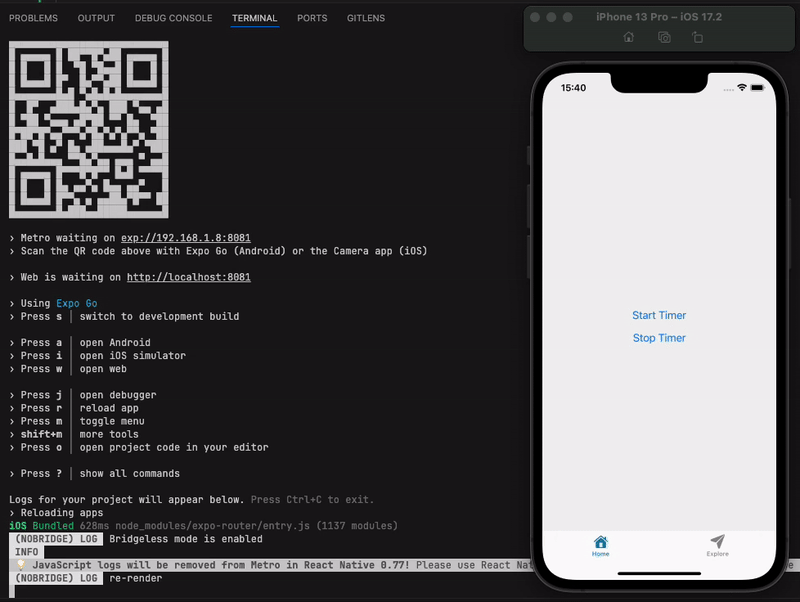 PROBLEMS OUTPUT DEBUG CONSOLE TERMINAL PORTS GITLENS
› Metro waiting on exp://192.168.1.8:8081
› Scan the QR code above with Expo Go (Android) or the Camera app (iOS)
› Web is waiting on http://localhost:8081
› Using Expo Go
› Press s │ switch to development build
› Press a │ open Android
› Press i │ open iOS simulator
› Press w │ open web
› Press j │ open debugger
› Press r │ reload app
› Press m │ toggle menu
› shift+m │ more tools
› Press o │ open project code in your editor
› Press ? │ show all commands
Logs for your project will appear below. Press Ctrl+C to exit.
› Reloading apps
iOS Bundled 628ms node_modules/expo-router/entry.js (1137 modules)
(NOBRIDGE) LOG Bridgeless mode is enabled
INFO
💡 JavaScript logs will be removed from Metro in React Native 0.77! Please use React Nat
(NOBRIDGE) LOG re-render
iPhone 13 Pro – iOS 17.2
15:40
Start Timer
Stop Timer
Home Explore